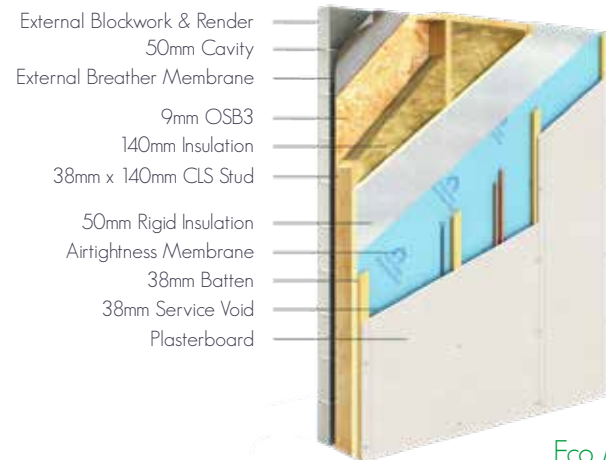 External Blockwork & Render
50mm Cavity
External Breather Membrane
9mm OSB3
140mm Insulation
38mm x 140mm CLS Stud
50mm Rigid Insulation
Airtightness Membrane
38mm Batten
38mm Service Void
Plasterboard
Eco